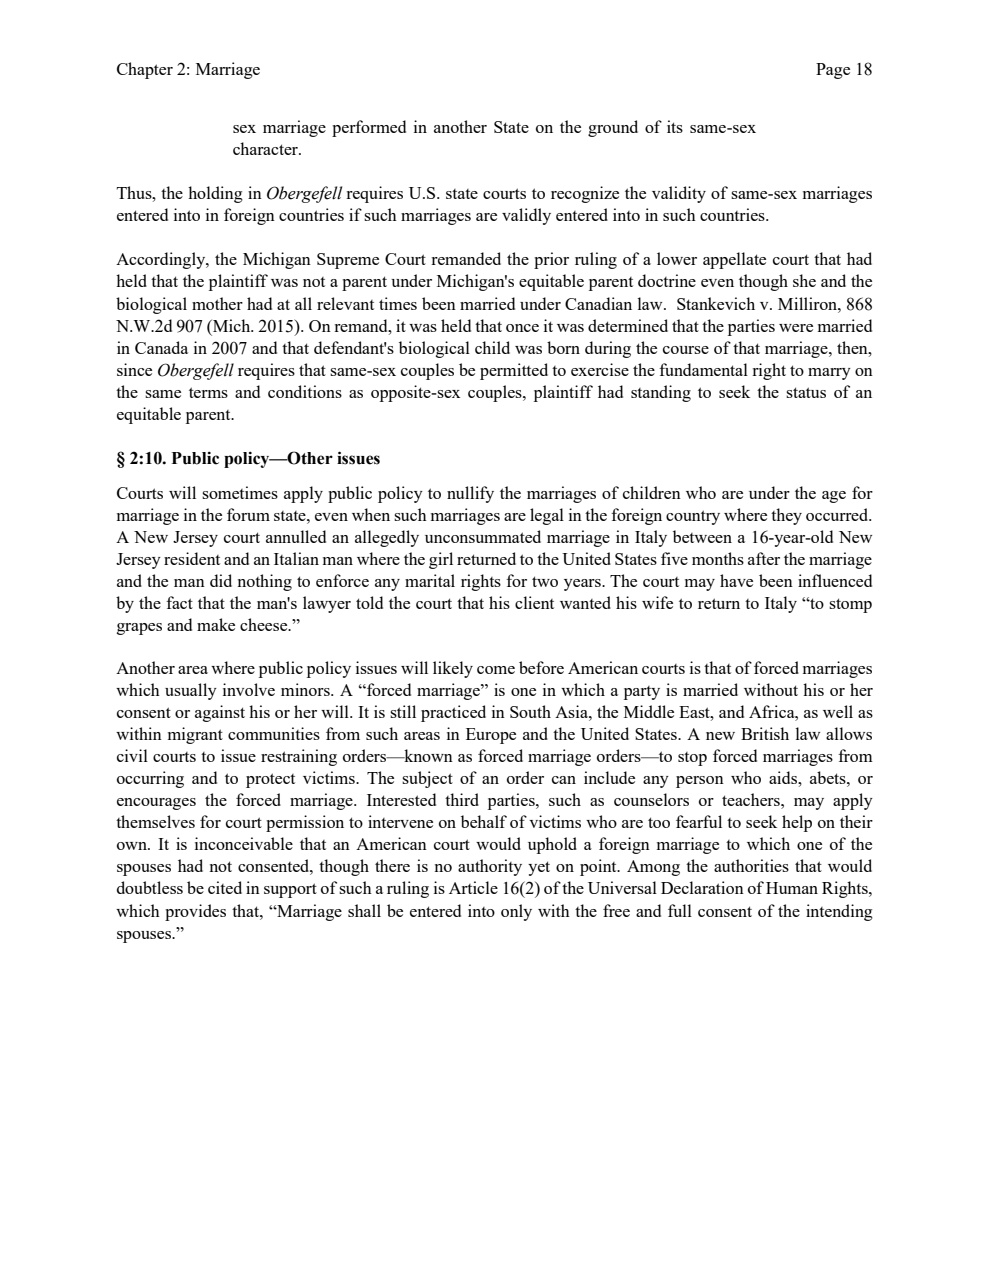 Chapter 2: Marriage
Page 18
sex marriage performed in another State on the ground of its same-sex
character.
Thus, the holding in Obergefell requires U.S. state courts to recognize the validity of same-sex marriages
entered into in foreign countries if such marriages are validly entered into in such countries.
Accordingly, the Michigan Supreme Court remanded the prior ruling of a lower appellate court that had
held that the plaintiff was not a parent under Michigan's equitable parent doctrine even though she and the
biological mother had at all relevant times been married under Canadian law.  Stankevich v. Milliron, 868
N.W.2d 907 (Mich. 2015). On remand, it was held that once it was determined that the parties were married
in Canada in 2007 and that defendant's biological child was born during the course of that marriage, then,
since Obergefell requires that same-sex couples be permitted to exercise the fundamental right to marry on
the same terms and conditions as opposite-sex couples, plaintiff had standing to seek the status of an
equitable parent.
§ 2:10. Public policy—Other issues
Courts will sometimes apply public policy to nullify the marriages of children who are under the age for
marriage in the forum state, even when such marriages are legal in the foreign country where they occurred.
A New Jersey court annulled an allegedly unconsummated marriage in Italy between a 16-year-old New
Jersey resident and an Italian man where the girl returned to the United States five months after the marriage
and the man did nothing to enforce any marital rights for two years. The court may have been influenced
by the fact that the man's lawyer told the court that his client wanted his wife to return to Italy “to stomp
grapes and make cheese.”
Another area where public policy issues will likely come before American courts is that of forced marriages
which usually involve minors. A “forced marriage” is one in which a party is married without his or her
consent or against his or her will. It is still practiced in South Asia, the Middle East, and Africa, as well as
within migrant communities from such areas in Europe and the United States. A new British law allows
civil courts to issue restraining orders—known as forced marriage orders—to stop forced marriages from
occurring and to protect victims. The subject of an order can include any person who aids, abets, or
encourages the forced marriage. Interested third parties, such as counselors or teachers, may apply
themselves for court permission to intervene on behalf of victims who are too fearful to seek help on their
own. It is inconceivable that an American court would uphold a foreign marriage to which one of the
spouses had not consented, though there is no authority yet on point. Among the authorities that would
doubtless be cited in support of such a ruling is Article 16(2) of the Universal Declaration of Human Rights,
which provides that, “Marriage shall be entered into only with the free and full consent of the intending
spouses.”